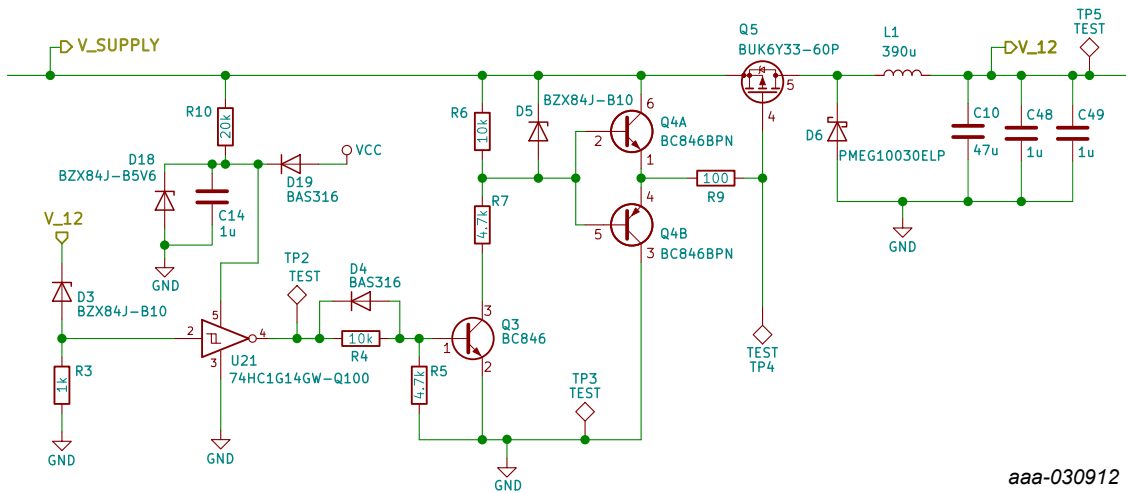 V_SUPPLY
Q5
BUK6Y33-60P
5
4
L1
390u
V_12
TP5
TEST
R10
20k
D18
BZX84J-B5V6
C14
1u
D19
BAS316
VCC
GND
R6
10k
D5
BZX84J-B10
6
2
1
Q4A
BC846BPN
R7
4.7k
4
5
3
Q4B
BC846BPN
100
R9
D6
PMEG10030ELP
C10
47u
C48
1u
C49
1u
GND
V_12
D3
BZX84J-B10
R3
1k
GND
5
2
4
3
U21
74HC1G14GW-Q100
GND
TP2
TEST
D4
BAS316
10k
R4
R5
4.7k
3
1
2
Q3
BC846
TP3
TEST
GND
TEST
TP4
aaa-030912